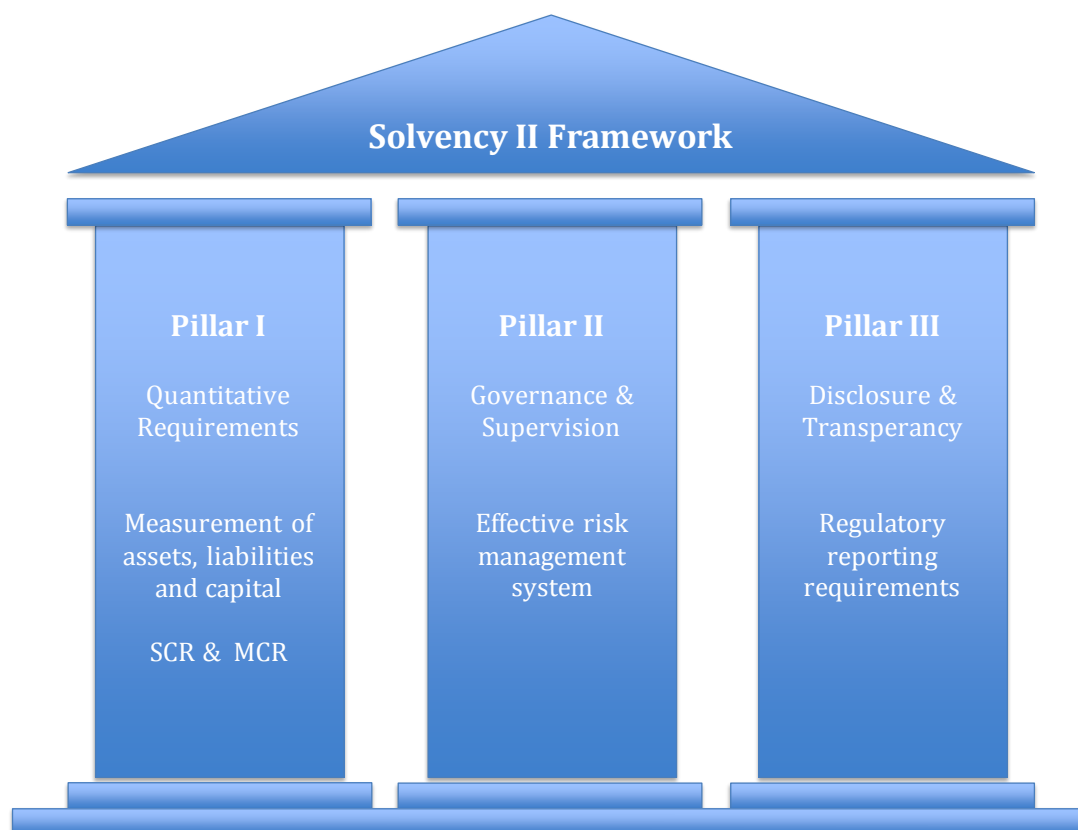 Solvency II Framework
Pillar I
Quantitative
Requirements
Measurement of
assets, liabilities
and capital
SCR & MCR
Pillar II
Governance &
Supervision
Effective risk
management
system
Pillar III
Disclosure &
Transperancy
Regulatory
reporting
requirements